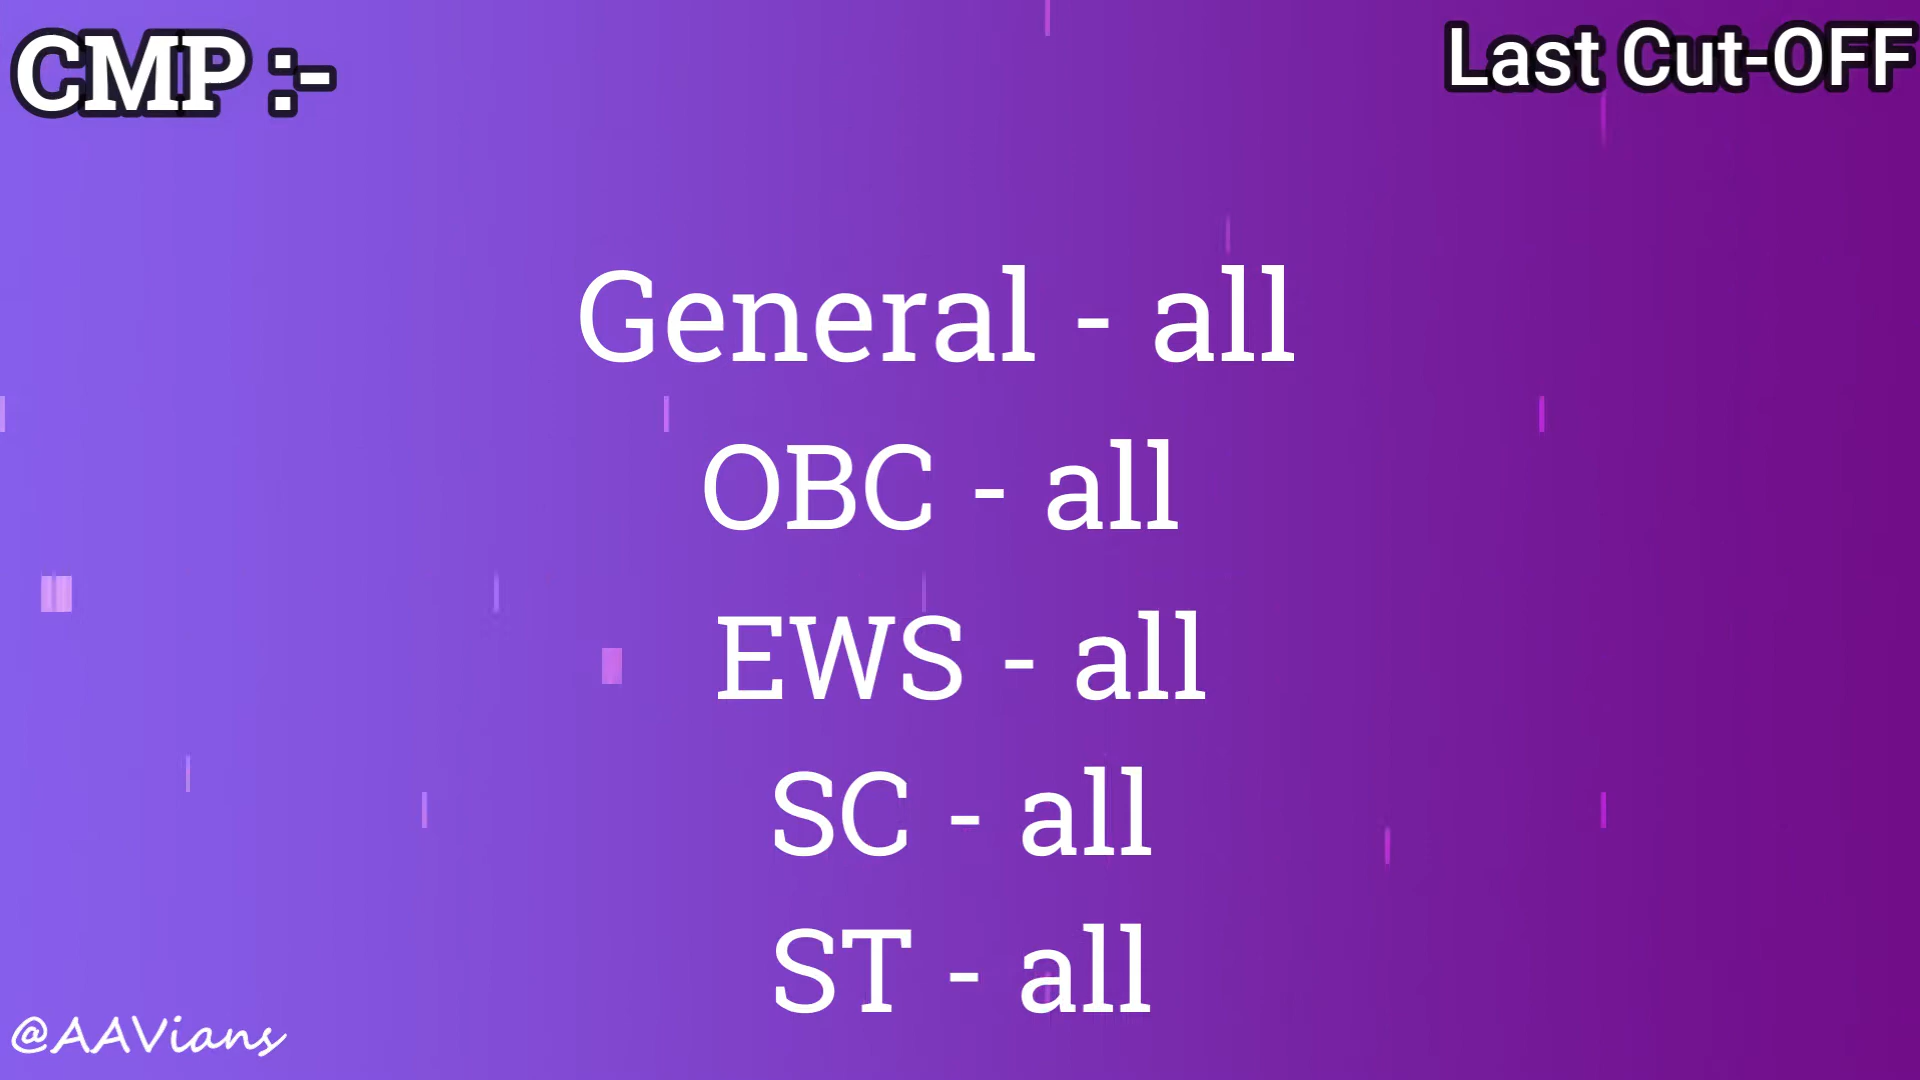 CMP :-
Last Cut-OFF
General - all
OBC - all
EWS - all
SC - all
ST - all
@AAVians